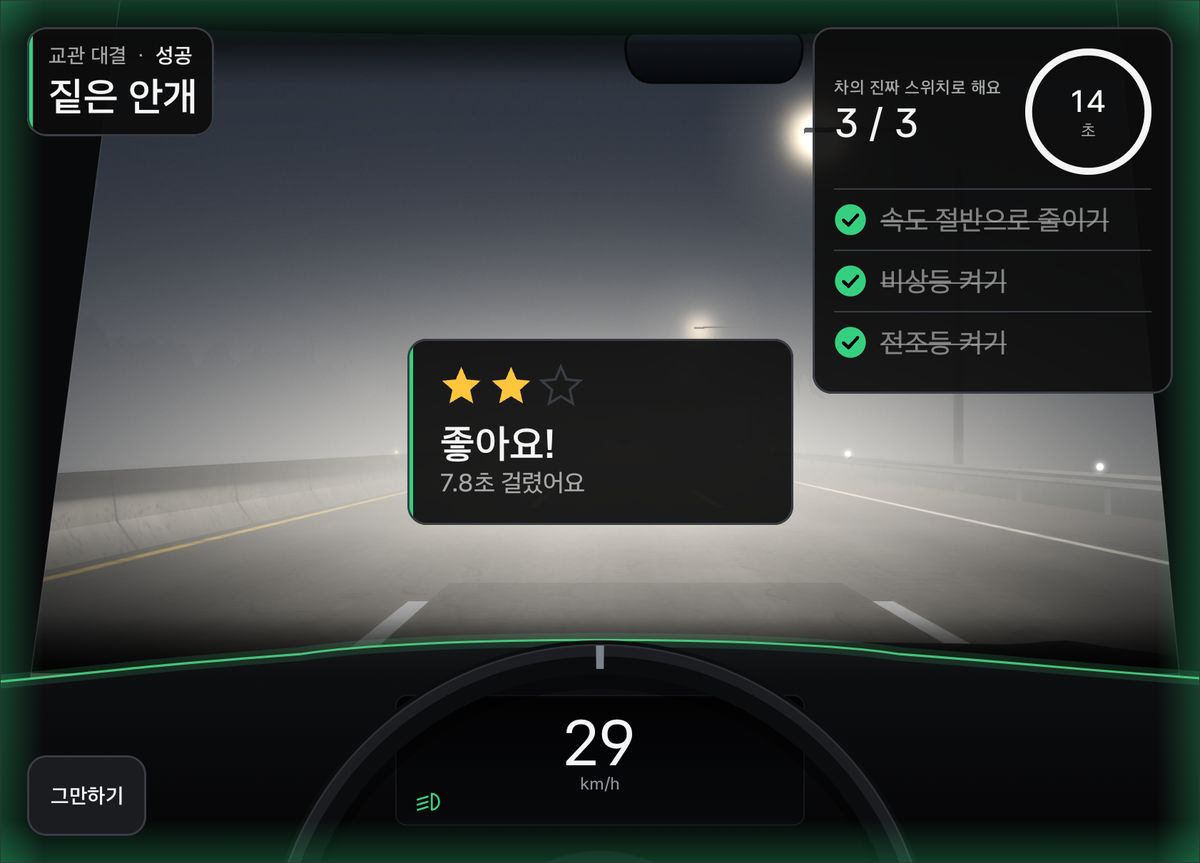 교관 대결 · 성공
짙은 안개
차의 진짜 스위치로 해요
3 / 3
14
초
속도 절반으로 줄이기
비상등 켜기
전조등 켜기
좋아요!
7.8초 걸렸어요
29
km/h
그만하기